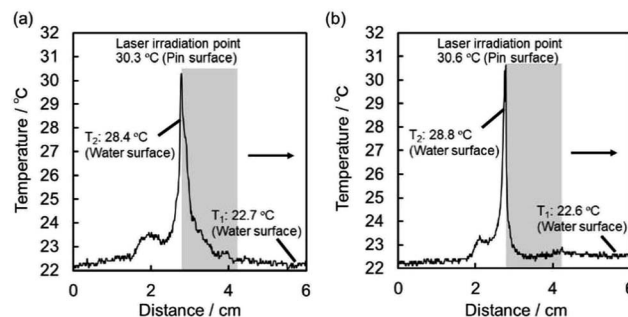 (a)
Laser irradiation point
30.3 °C (Pin surface)
T₂: 28.4 °C
(Water surface)
T₁: 22.7 °C
(Water surface)
Temperature / °C
32
31
30
29
28
27
26
25
24
23
22
0
2
4
6
Distance / cm
(b)
Laser irradiation point
30.6 °C (Pin surface)
T₂: 28.8 °C
(Water surface)
T₁: 22.6 °C
(Water surface)
Temperature / °C
32
31
30
29
28
27
26
25
24
23
22
0
2
4
6
Distance / cm